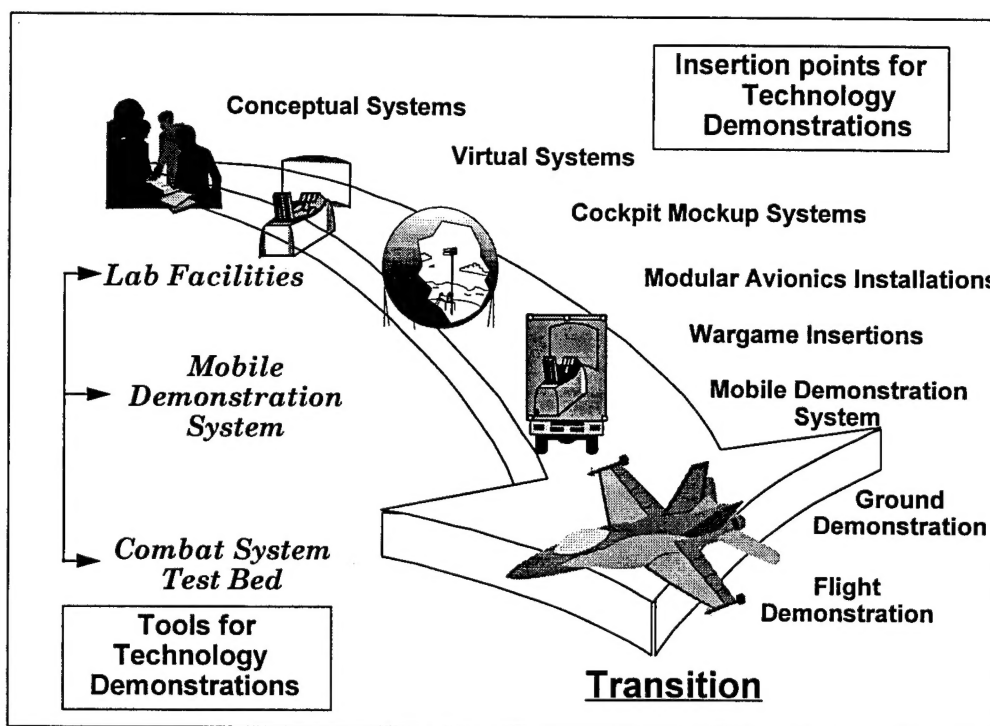 Insertion points for
Technology
Demonstrations
Conceptual Systems
Virtual Systems
Cockpit Mockup Systems
Modular Avionics Installations
Wargame Insertions
Mobile Demonstration
System
Ground
Demonstration
Flight
Demonstration
Lab Facilities
Mobile
Demonstration
System
Combat System
Test Bed
Tools for
Technology
Demonstrations
Transition